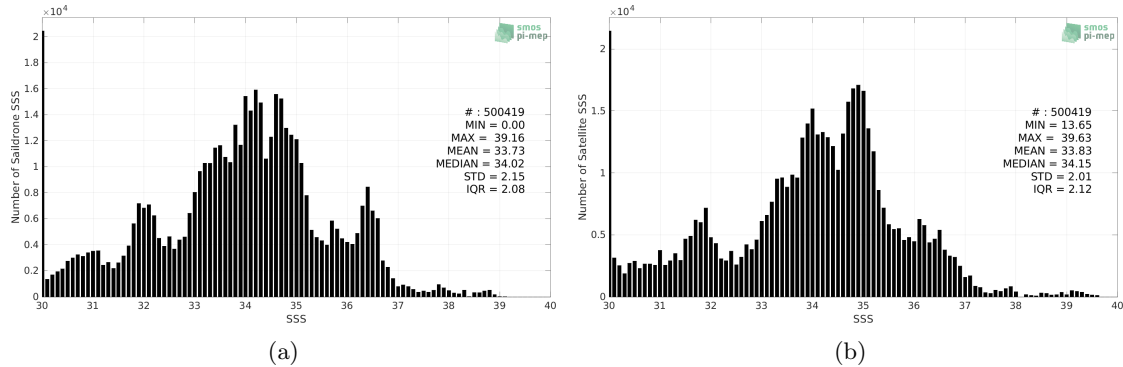 ×10⁴
smos
pi-mep
2
1.8
1.6
1.4
1.2
1
0.8
0.6
0.4
0.2
0
Number of Saildrone SSS
# : 500419
MIN = 0.00
MAX = 39.16
MEAN = 33.73
MEDIAN = 34.02
STD = 2.15
IQR = 2.08
30 31 32 33 34 35 36 37 38 39 40
SSS
(a)
×10⁴
smos
pi-mep
2
1.5
1
0.5
0
Number of Satellite SSS
# : 500419
MIN = 13.65
MAX = 39.63
MEAN = 33.83
MEDIAN = 34.15
STD = 2.01
IQR = 2.12
30 31 32 33 34 35 36 37 38 39 40
SSS
(b)